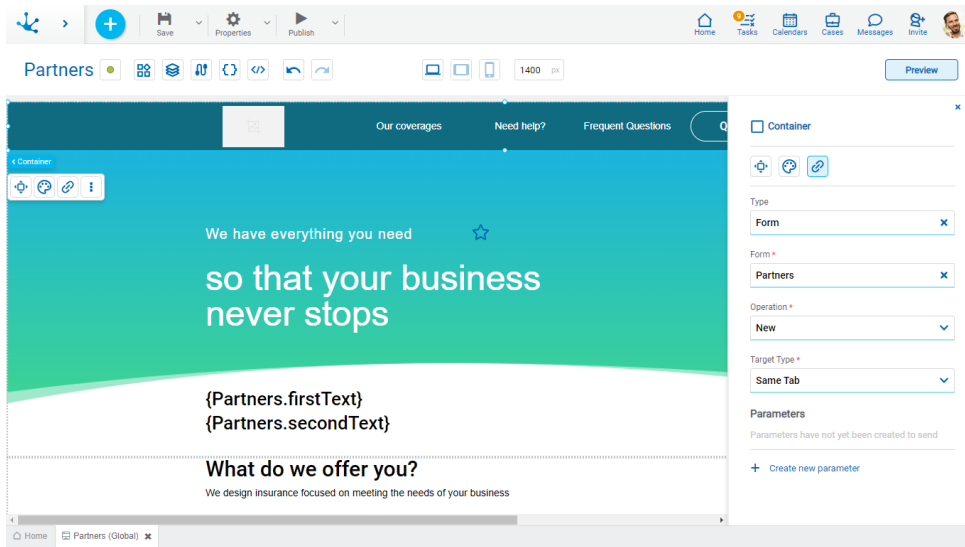 Save
Properties
Publish
Home
9
Tasks
Calendars
Cases
Messages
Invite
Partners
1400 px
Preview
Our coverages
Need help?
Frequent Questions
Q
Container
We have everything you need
so that your business
never stops
{Partners.firstText}
{Partners.secondText}
What do we offer you?
We design insurance focused on meeting the needs of your business
Container
Type
Form
Form *
Partners
Operation *
New
Target Type *
Same Tab
Parameters
Parameters have not yet been created to send
+ Create new parameter
Home
Partners (Global)